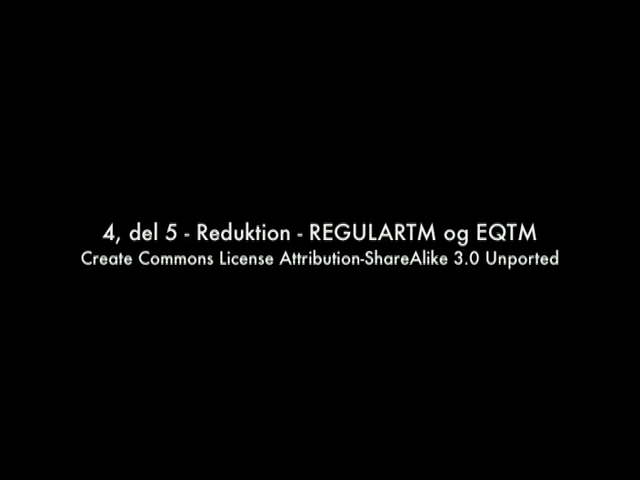 4, del 5 - Reduktion - REGULARTM og EQTM
Create Commons License Attribution-ShareAlike 3.0 Unported